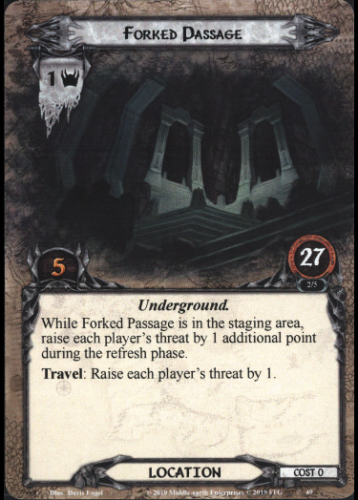 FORKED PASSAGE
1
5
27
2/5
Underground.
While Forked Passage is in the staging area,
raise each player's threat by 1 additional point
during the refresh phase.
Travel: Raise each player's threat by 1.
LOCATION
COST 0